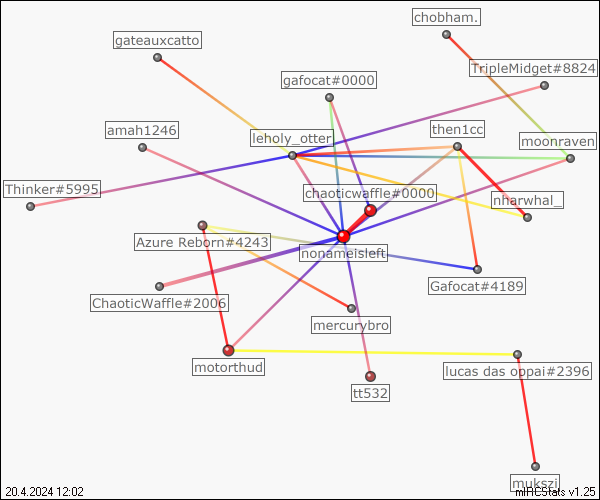 chobham.
gateauxcatto
TripleMidget#8824
gafocat#0000
amah1246
then1cc
leholy_otter
moonraven
Thinker#5995
chaoticwaffle#0000
nharwhal_
Azure Reborn#4243
nonameisleft
Gafocat#4189
ChaoticWaffle#2006
mercurybro
motorthud
lucas das oppai#2396
tt532
mukszi
20.4.2024 12:02
mIRCStats v1.25